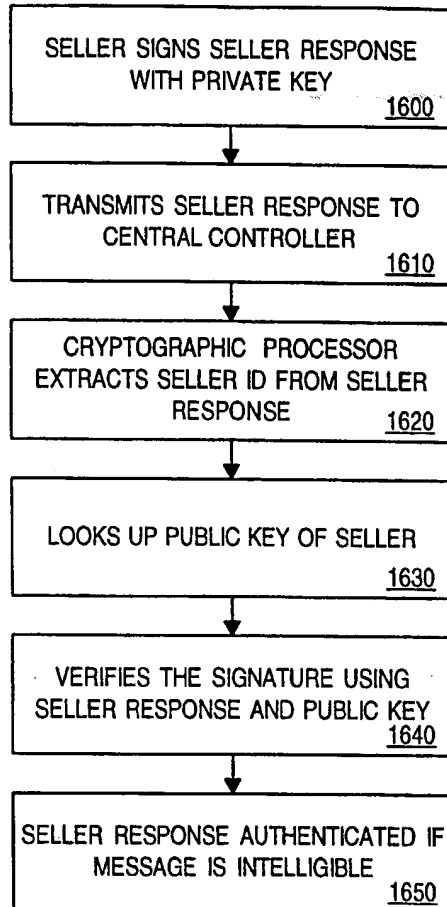 SELLER SIGNS SELLER RESPONSE
WITH PRIVATE KEY
1600
TRANSMITS SELLER RESPONSE TO
CENTRAL CONTROLLER
1610
CRYPTOGRAPHIC PROCESSOR
EXTRACTS SELLER ID FROM SELLER
RESPONSE
1620
LOOKS UP PUBLIC KEY OF SELLER
1630
VERIFIES THE SIGNATURE USING
SELLER RESPONSE AND PUBLIC KEY
1640
SELLER RESPONSE AUTHENTICATED IF
MESSAGE IS INTELLIGIBLE
1650